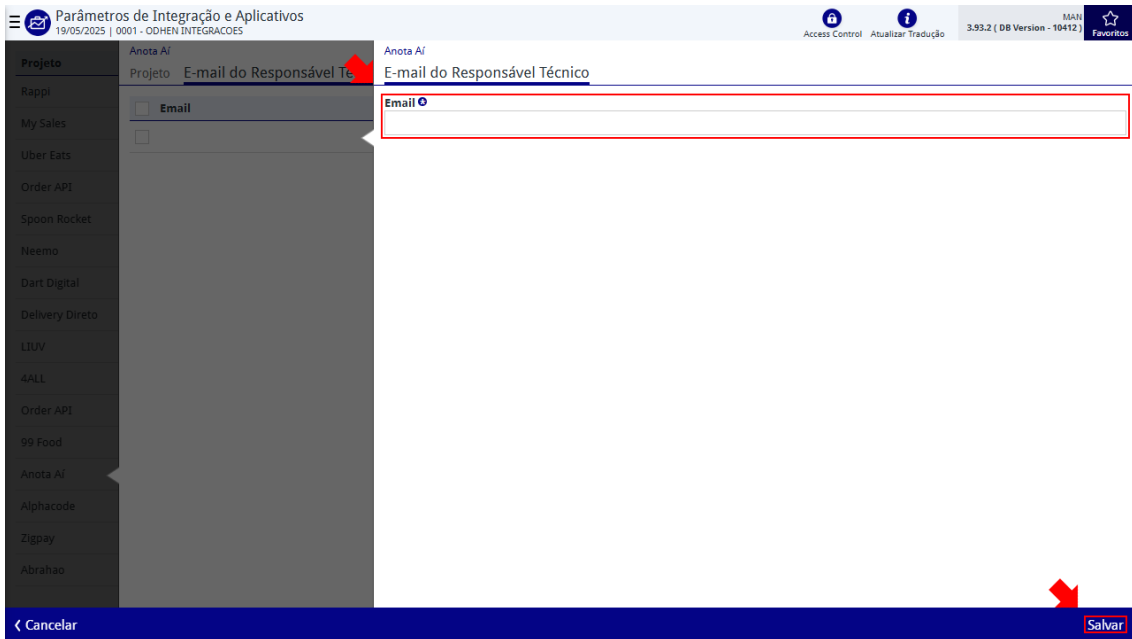 Parâmetros de Integração e Aplicativos
19/05/2025 | 0001 - ODHEN INTEGRACOES
Access Control
Atualizar Tradução
MAN
3.93.2 ( DB Version - 10412 )
Favoritos
Projeto
Rappi
My Sales
Uber Eats
Order API
Spoon Rocket
Neemo
Dart Digital
Delivery Direto
LIUV
4ALL
Order API
99 Food
Anota Aí
Alphacode
Zigpay
Abrahao
Anota Aí
Projeto E-mail do Responsável Té
Email
Anota Aí
E-mail do Responsável Técnico
Email
Cancelar
Salvar